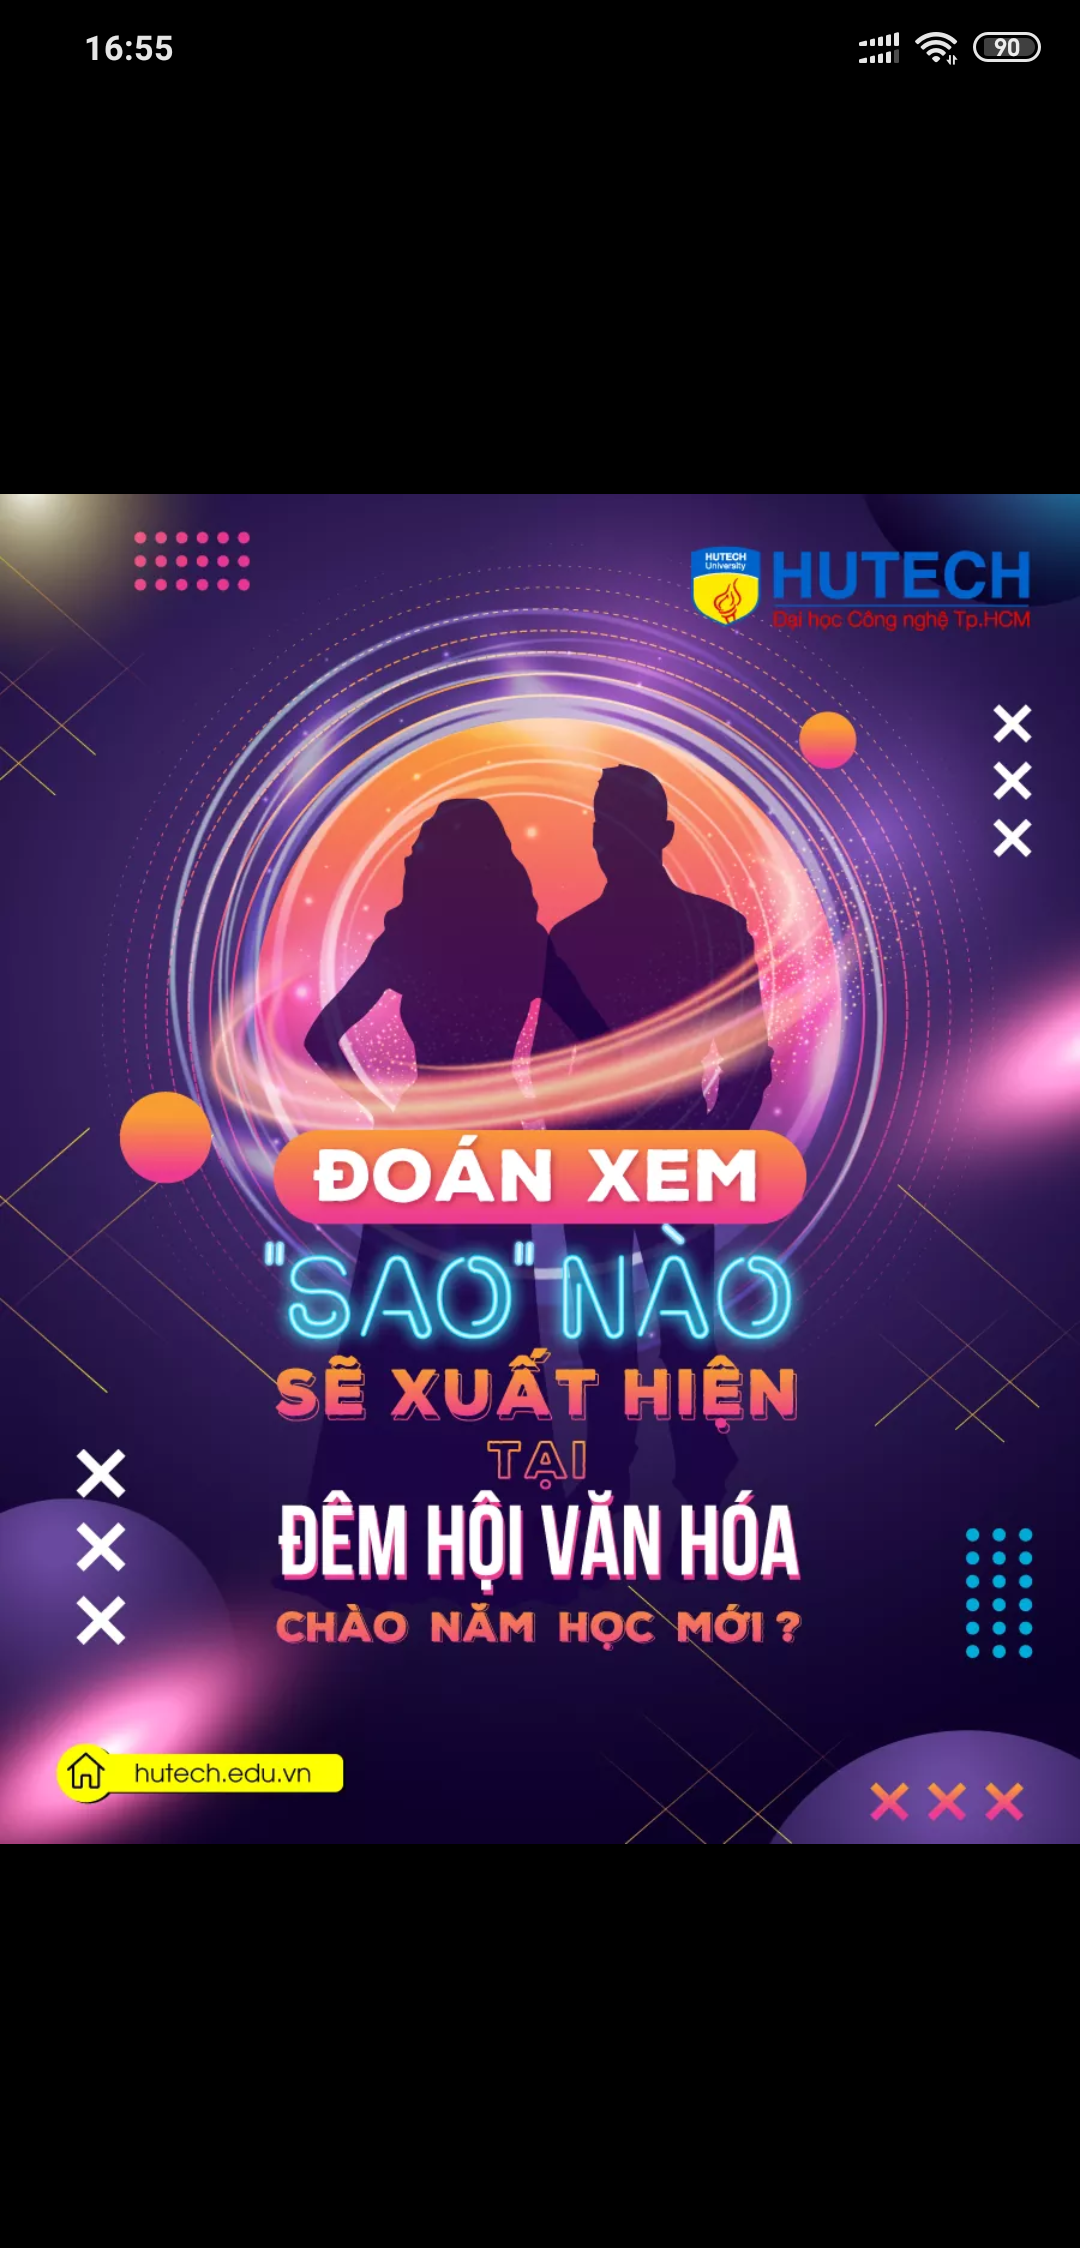 16:55
90
HUTECH
University
HUTECH
Đại học Công nghệ Tp.HCM
ĐOÁN XEM
"SAO" NÀO
SẼ XUẤT HIỆN
TẠI
ĐÊM HỘI VĂN HÓA
CHÀO NĂM HỌC MỚI ?
hutech.edu.vn